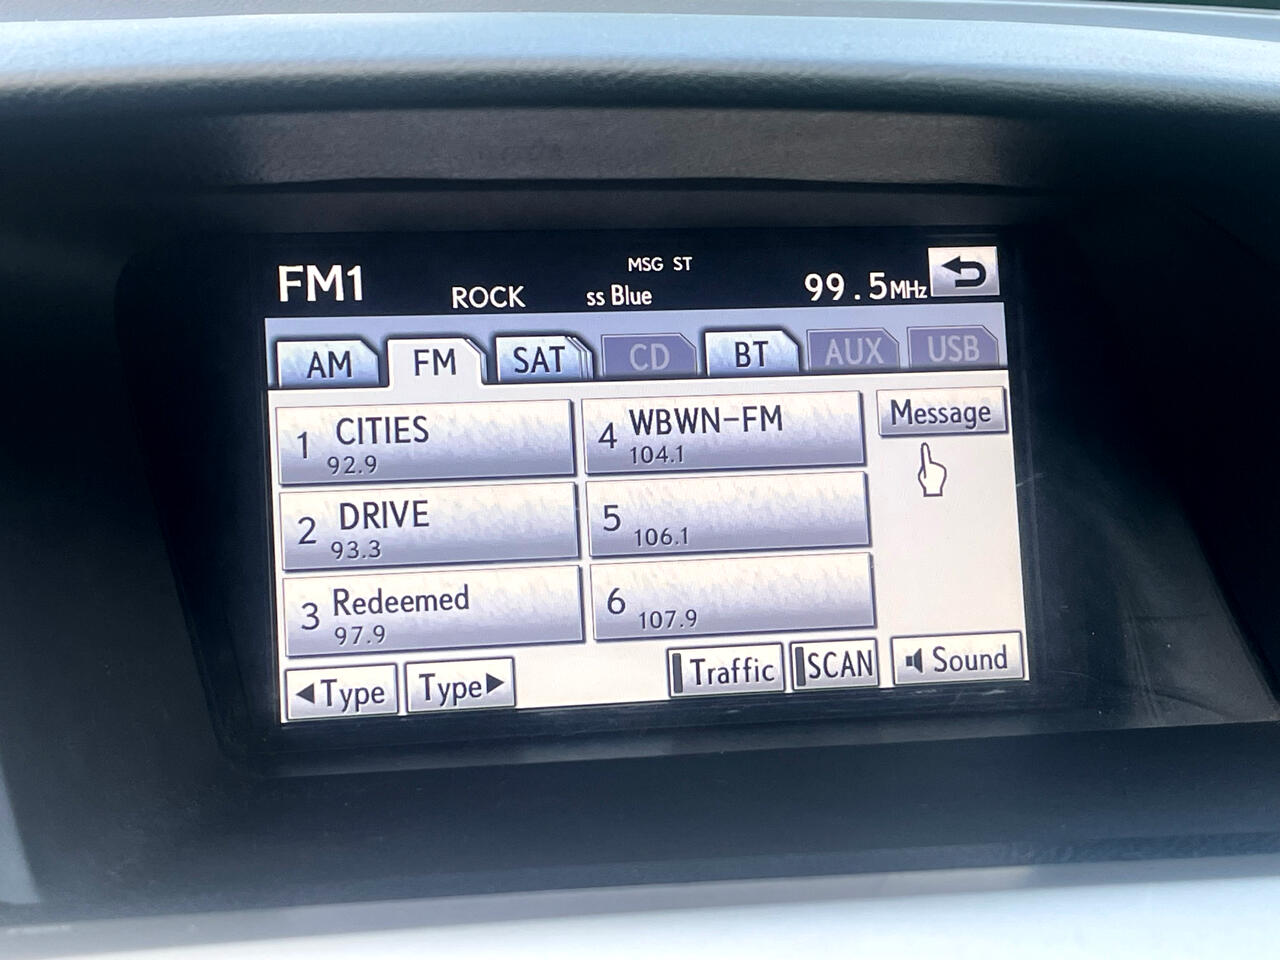 FM1
MSG ST
ROCK ss Blue 99.5MHz
AM FM SAT CD BT AUX USB
1 CITIES
92.9
4 WBWN-FM
104.1
Message
2 DRIVE
93.3
5
106.1
3 Redeemed
97.9
6
107.9
◀Type Type▶ Traffic SCAN Sound